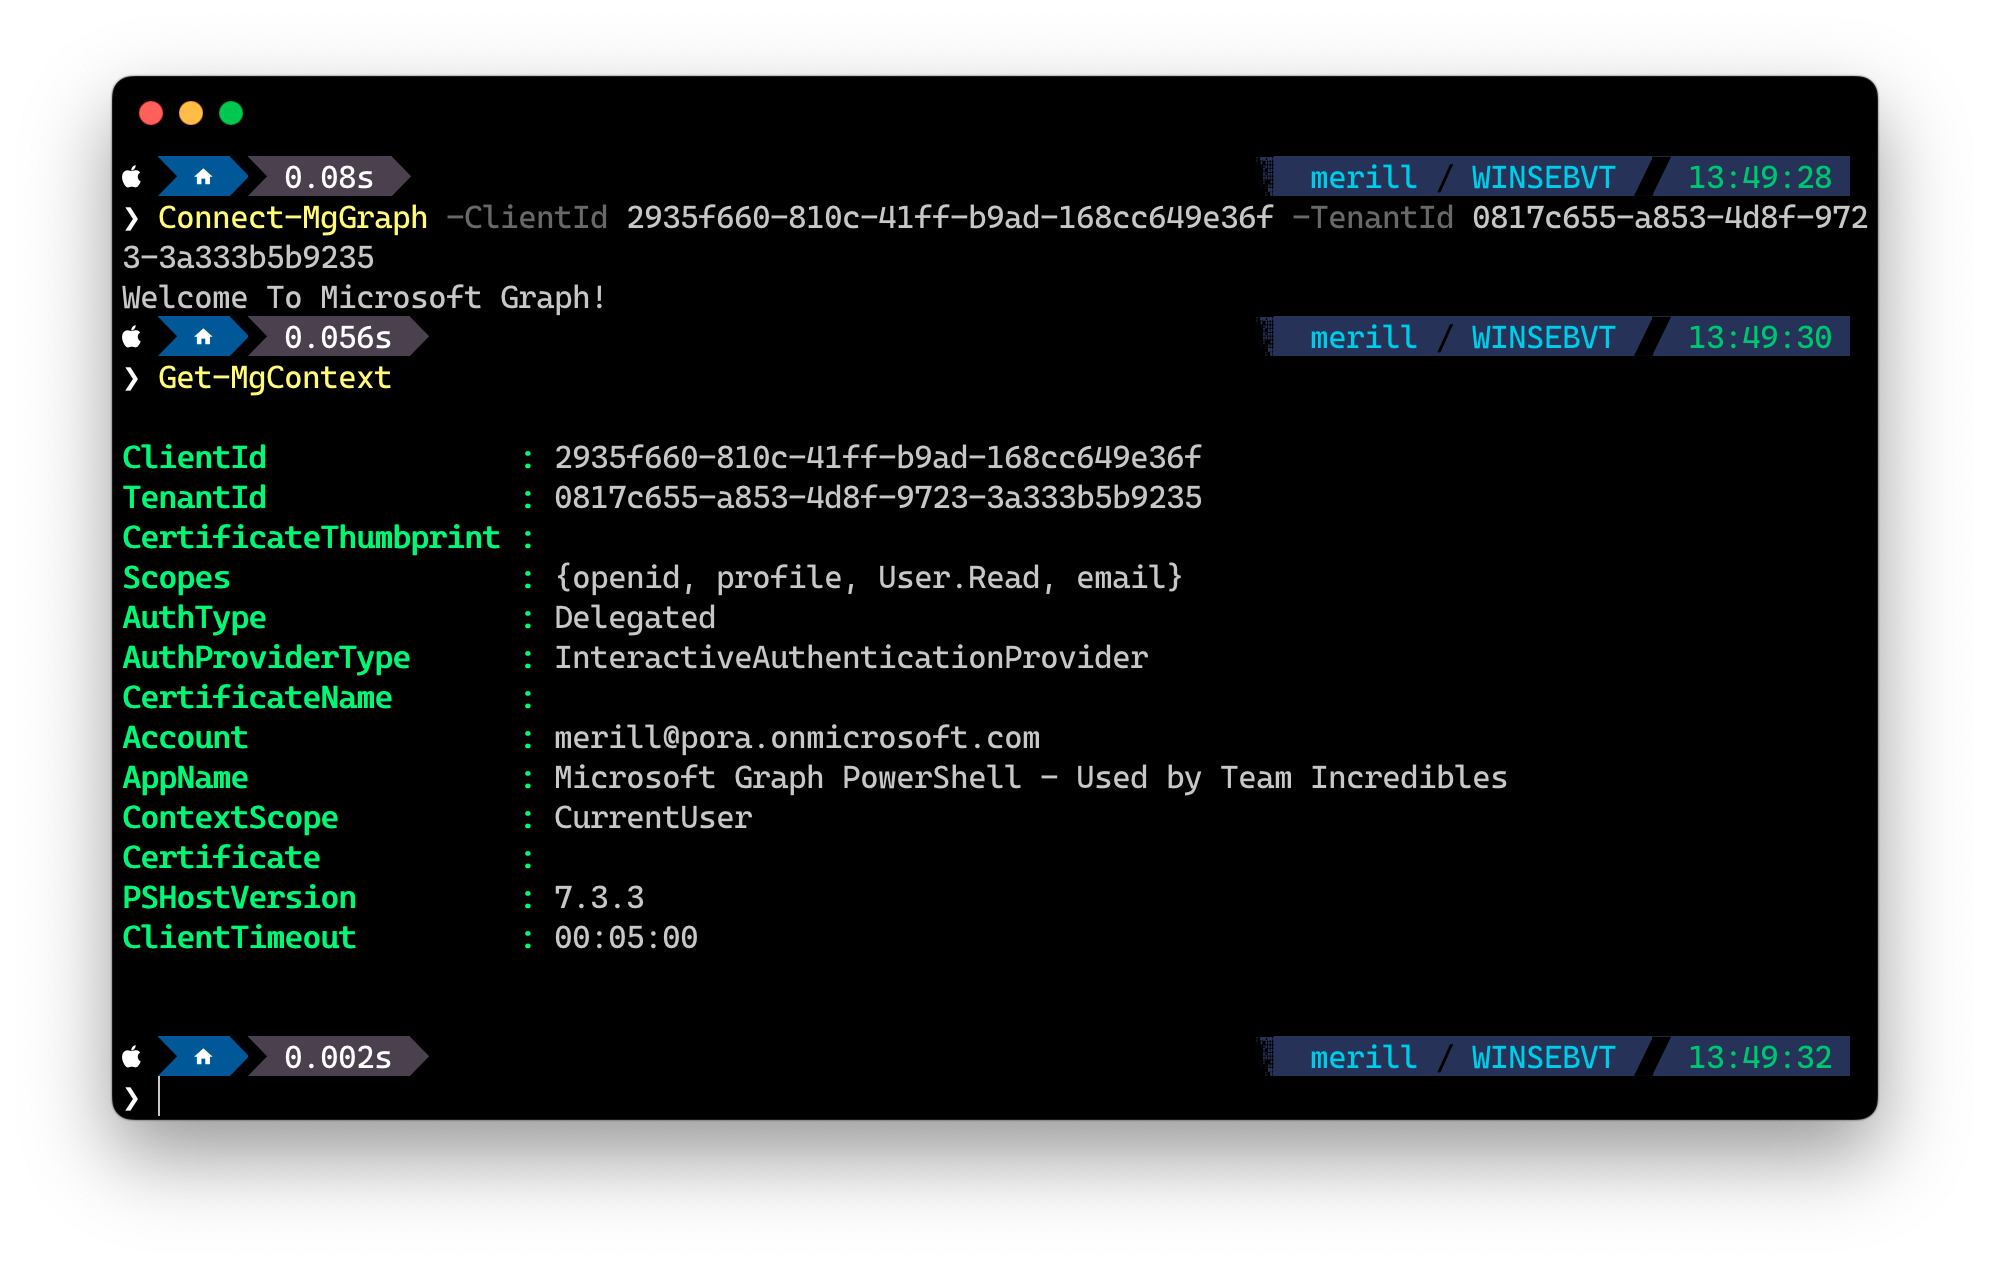 0.08s merill / WINSEBVT 13:49:28
❯ Connect-MgGraph -ClientId 2935f660-810c-41ff-b9ad-168cc649e36f -TenantId 0817c655-a853-4d8f-972
3-3a333b5b9235
Welcome To Microsoft Graph!
0.056s merill / WINSEBVT 13:49:30
❯ Get-MgContext
ClientId : 2935f660-810c-41ff-b9ad-168cc649e36f
TenantId : 0817c655-a853-4d8f-9723-3a333b5b9235
CertificateThumbprint :
Scopes : {openid, profile, User.Read, email}
AuthType : Delegated
AuthProviderType : InteractiveAuthenticationProvider
CertificateName :
Account : merill@pora.onmicrosoft.com
AppName : Microsoft Graph PowerShell - Used by Team Incredibles
ContextScope : CurrentUser
Certificate :
PSHostVersion : 7.3.3
ClientTimeout : 00:05:00
0.002s merill / WINSEBVT 13:49:32
❯